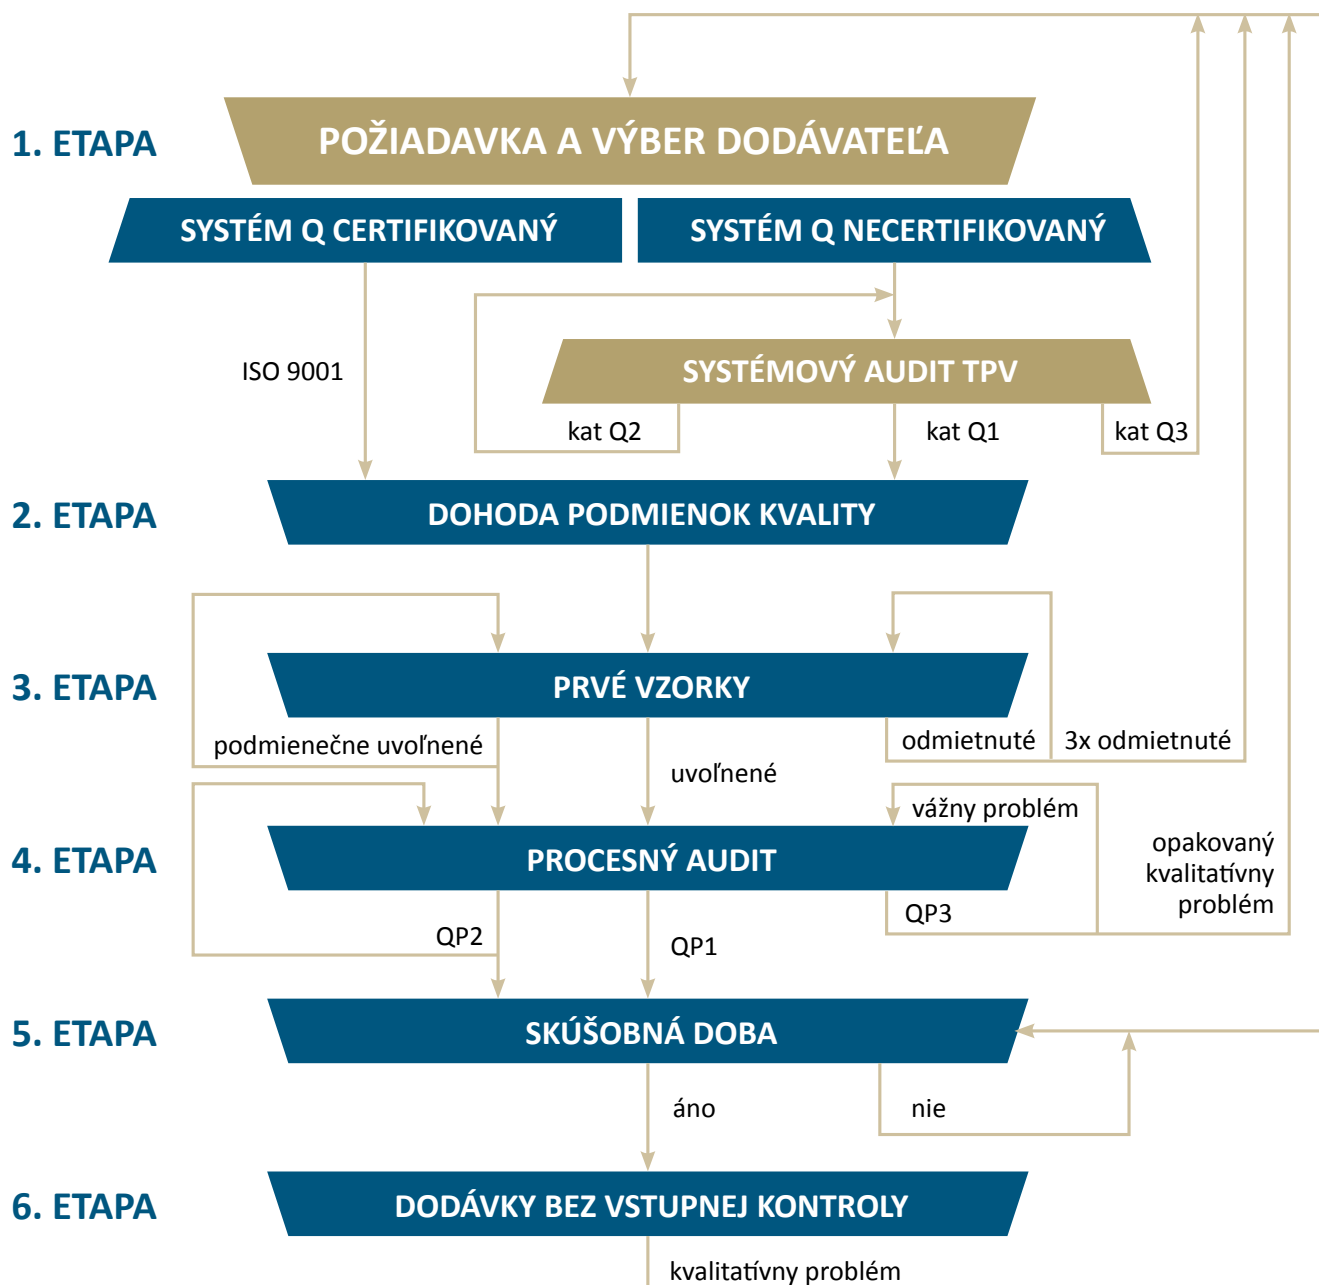 1. ETAPA
POŽIADAVKA A VÝBER DODÁVATEĽA
SYSTÉM Q CERTIFIKOVANÝ
SYSTÉM Q NECERTIFIKOVANÝ
ISO 9001
SYSTÉMOVÝ AUDIT TPV
kat Q2
kat Q1
kat Q3
2. ETAPA
DOHODA PODMIENOK KVALITY
3. ETAPA
PRVÉ VZORKY
podmienečne uvoľnené
uvoľnené
odmietnuté
3x odmietnuté
vážny problém
4. ETAPA
PROCESNÝ AUDIT
opakovaný
kvalitatívny
problém
QP2
QP1
QP3
5. ETAPA
SKÚŠOBNÁ DOBA
áno
nie
6. ETAPA
DODÁVKY BEZ VSTUPNEJ KONTROLY
kvalitatívny problém